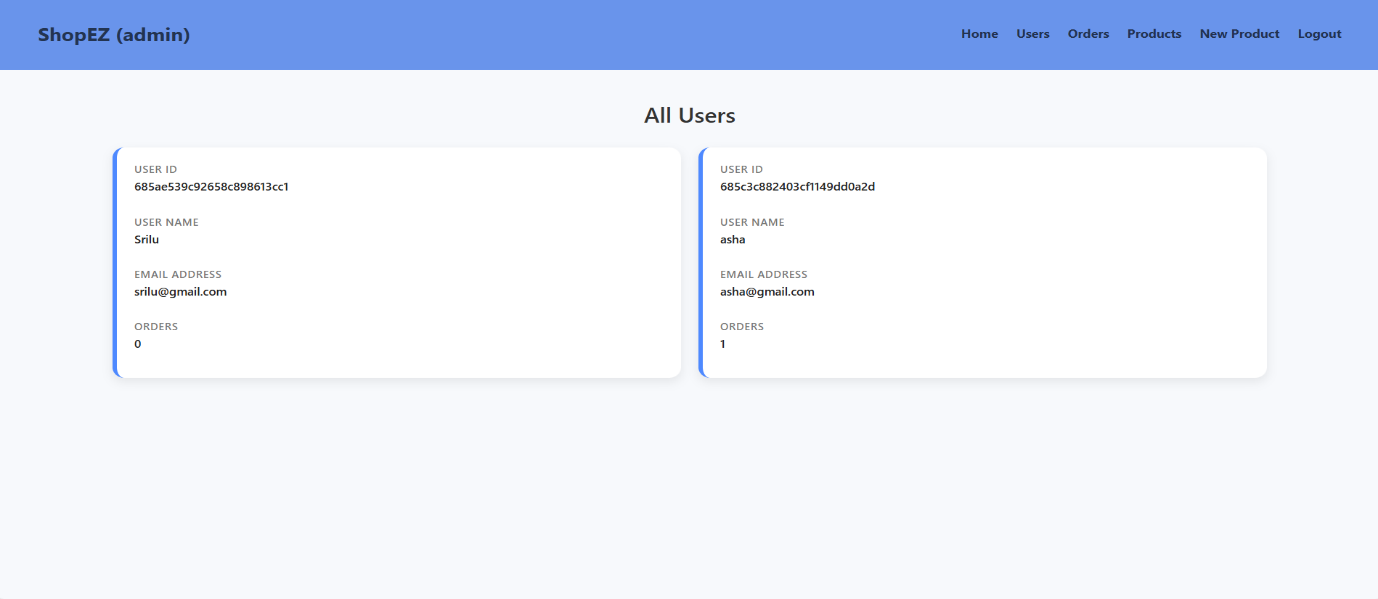 ShopEZ (admin)
Home Users Orders Products New Product Logout
All Users
USER ID
685ae539c92658c898613cc1
USER NAME
Srilu
EMAIL ADDRESS
srilu@gmail.com
ORDERS
0
USER ID
685c3c882403cf1149dd0a2d
USER NAME
asha
EMAIL ADDRESS
asha@gmail.com
ORDERS
1